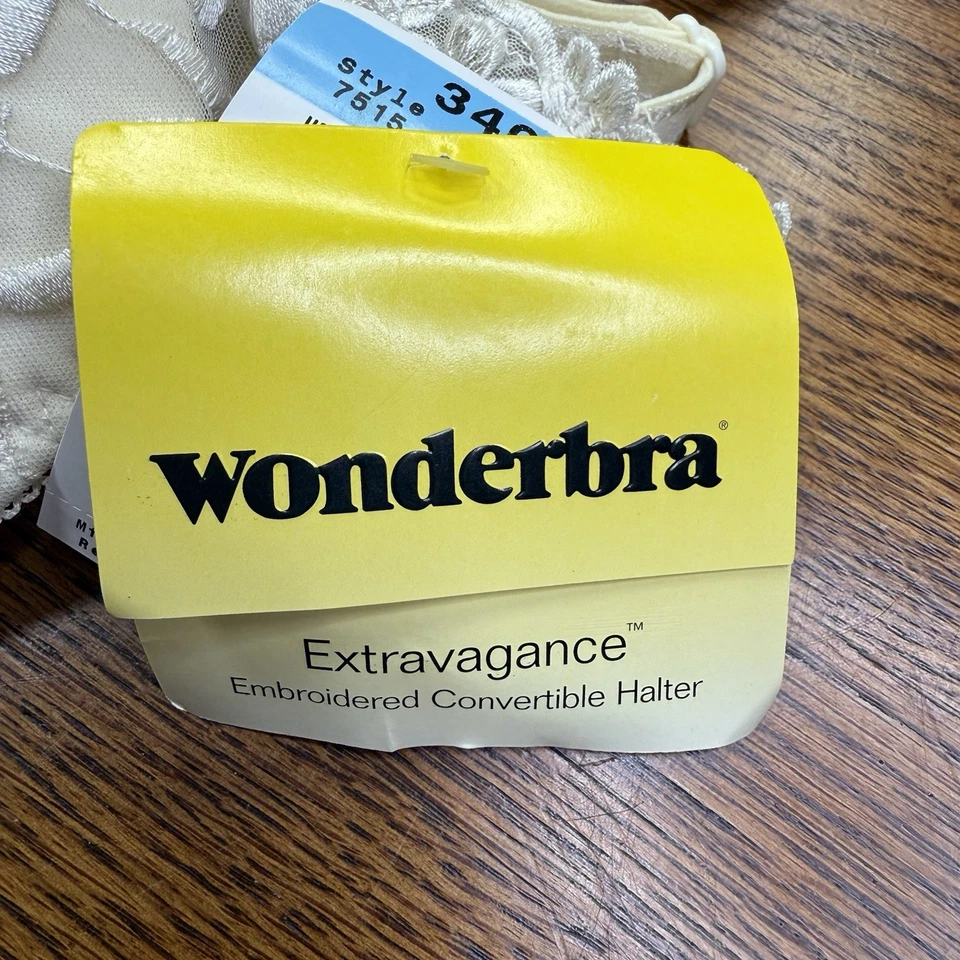 Style
7515
34
wonderbra®
Extravagance™
Embroidered Convertible Halter